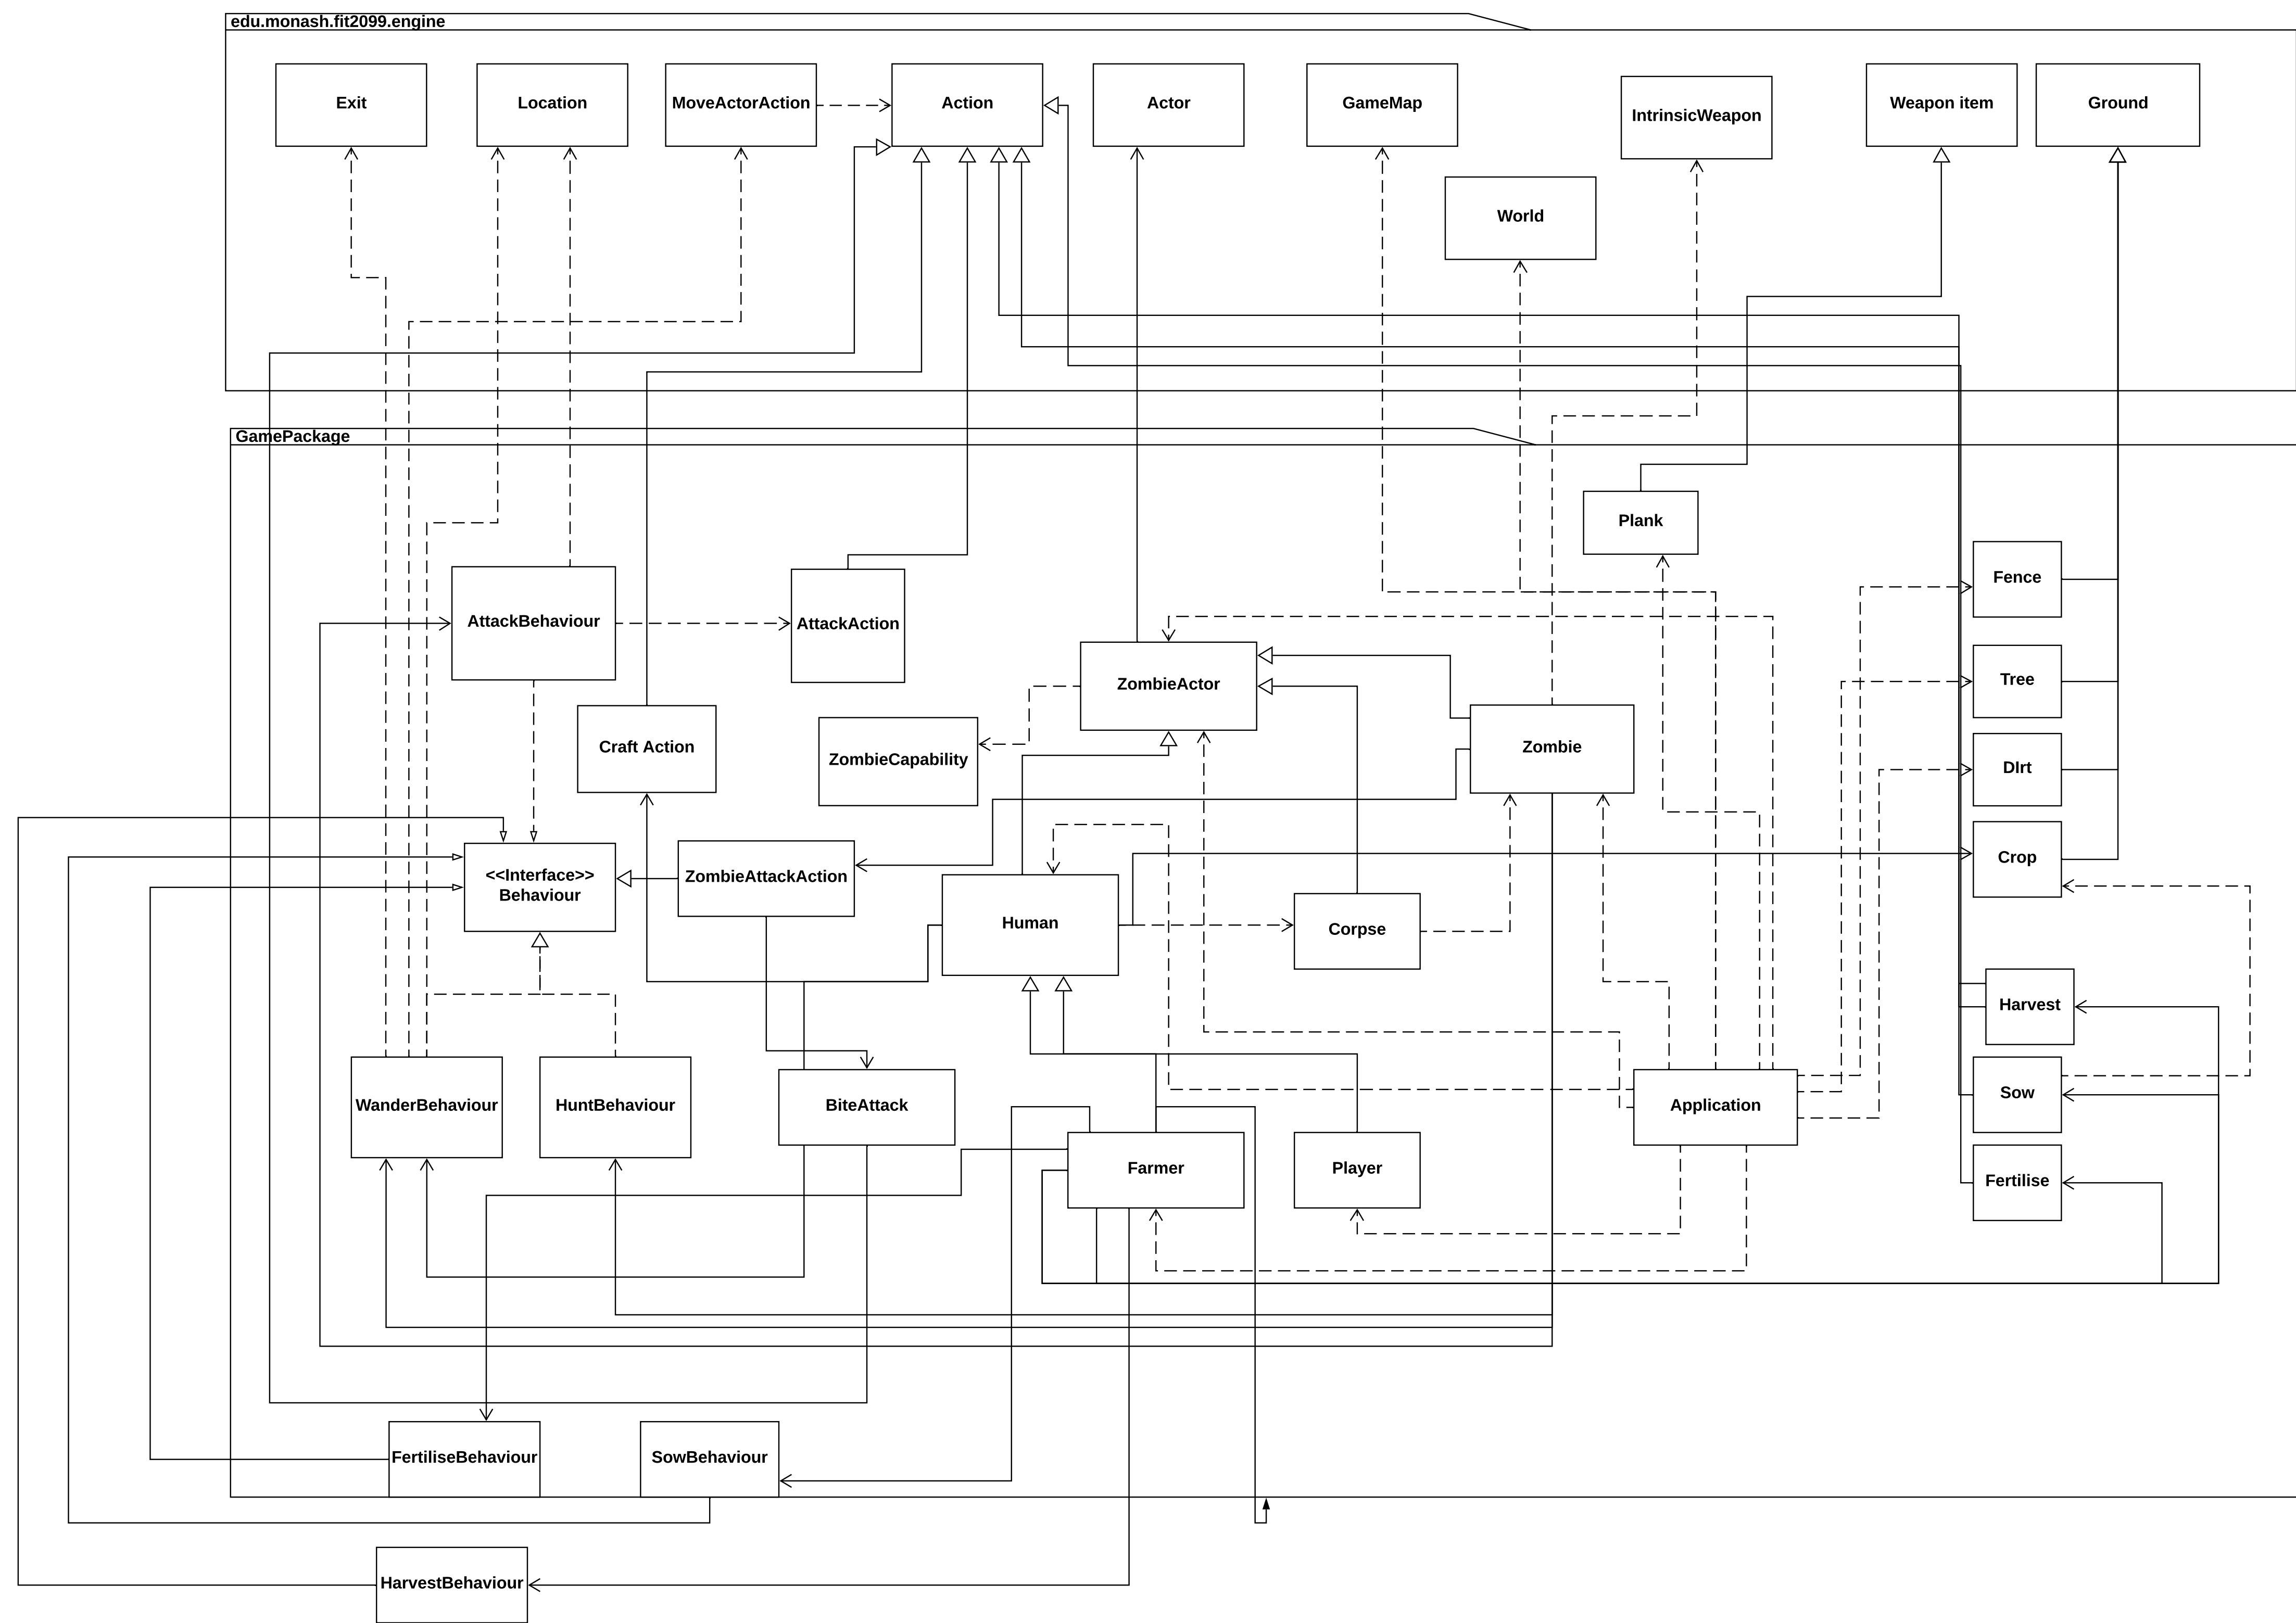 edu.monash.fit2099.engine
Exit
Location
MoveActorAction
Action
Actor
GameMap
IntrinsicWeapon
Weapon item
Ground
World
GamePackage
Plank
Fence
AttackBehaviour
AttackAction
ZombieActor
Tree
Craft Action
ZombieCapability
Zombie
DIrt
<<Interface>>
Behaviour
ZombieAttackAction
Human
Corpse
Crop
Harvest
WanderBehaviour
HuntBehaviour
BiteAttack
Application
Sow
Farmer
Player
Fertilise
FertiliseBehaviour
SowBehaviour
HarvestBehaviour